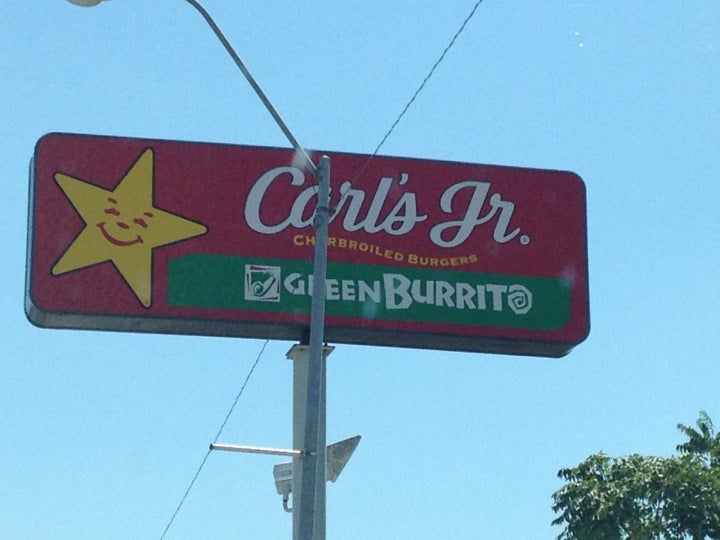 Carl's Jr.
CHARBROILED BURGERS
GREEN BURRITO